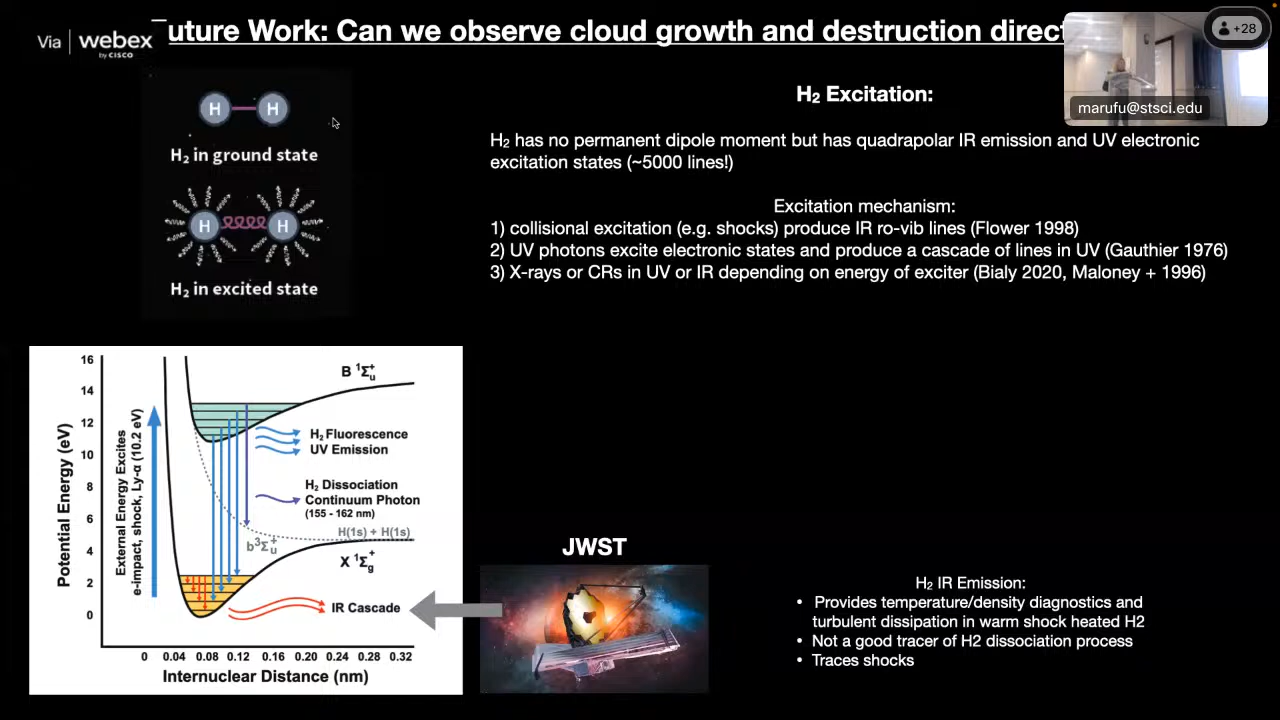 Future Work: Can we observe cloud growth and destruction direct
Via webex
by CISCO
+28
marufu@stsci.edu
H
H
H₂ in ground state
H
H
H₂ in excited state
H₂ Excitation:
H₂ has no permanent dipole moment but has quadrapolar IR emission and UV electronic
excitation states (~5000 lines!)
Excitation mechanism:
1) collisional excitation (e.g. shocks) produce IR ro-vib lines (Flower 1998)
2) UV photons excite electronic states and produce a cascade of lines in UV (Gauthier 1976)
3) X-rays or CRs in UV or IR depending on energy of exciter (Bialy 2020, Maloney + 1996)
Potential Energy (eV)
16
14
12
10
8
6
4
2
0
External Energy Excites
e-impact, shock, Ly-α (10.2 eV)
B ¹Σᵤ⁺
H₂ Fluorescence
UV Emission
H₂ Dissociation
Continuum Photon
(155 - 162 nm)
H(1s) + H(1s)
b³Σᵤ⁺
X ¹Σg⁺
IR Cascade
0 0.04 0.08 0.12 0.16 0.20 0.24 0.28 0.32
Internuclear Distance (nm)
JWST
H₂ IR Emission:
• Provides temperature/density diagnostics and
turbulent dissipation in warm shock heated H2
• Not a good tracer of H2 dissociation process
• Traces shocks